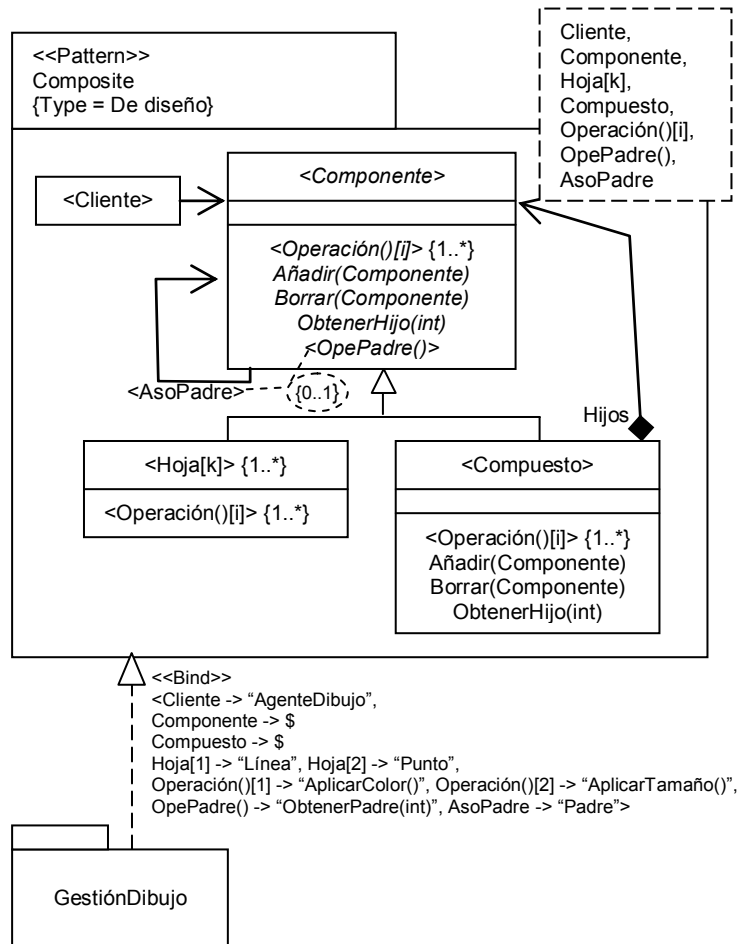 <<Pattern>>
Composite
{Type = De diseño}
Cliente,
Componente,
Hoja[k],
Compuesto,
Operación()[i],
OpePadre(),
AsoPadre
<Cliente>
<Componente>
<Operación()[i]> {1..*}
Añadir(Componente)
Borrar(Componente)
ObtenerHijo(int)
<OpePadre()>
<AsoPadre>
{0..1}
Hijos
<Hoja[k]> {1..*}
<Operación()[i]> {1..*}
<Compuesto>
<Operación()[i]> {1..*}
Añadir(Componente)
Borrar(Componente)
ObtenerHijo(int)
<<Bind>>
<Cliente -> “AgenteDibujo”,
Componente -> $
Compuesto -> $
Hoja[1] -> “Línea”, Hoja[2] -> “Punto”,
Operación()[1] -> “AplicarColor()”, Operación()[2] -> “AplicarTamaño()”,
OpePadre() -> “ObtenerPadre(int)”, AsoPadre -> “Padre”>
GestiónDibujo